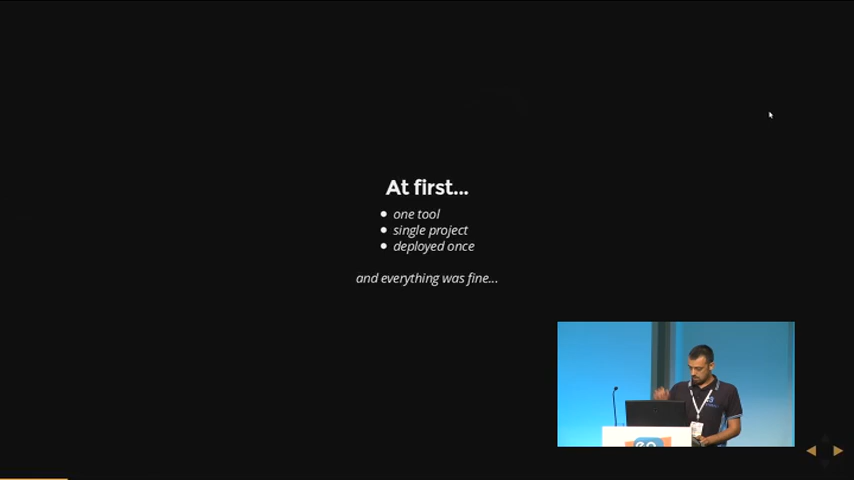 At first...
one tool
single project
deployed once
and everything was fine...